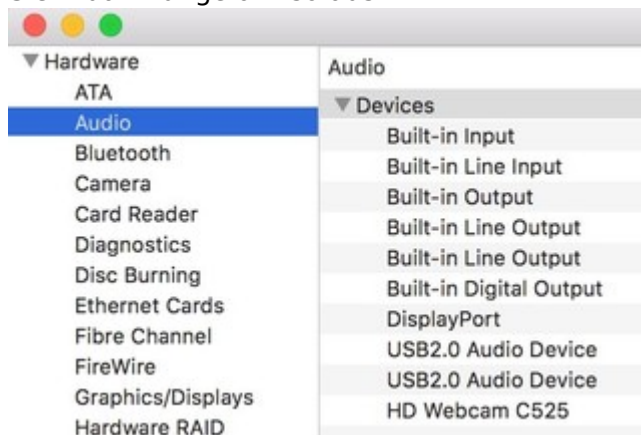 Hardware
ATA
Audio
Bluetooth
Camera
Card Reader
Diagnostics
Disc Burning
Ethernet Cards
Fibre Channel
FireWire
Graphics/Displays
Hardware RAID
Audio
Devices
Built-in Input
Built-in Line Input
Built-in Output
Built-in Line Output
Built-in Line Output
Built-in Digital Output
DisplayPort
USB2.0 Audio Device
USB2.0 Audio Device
HD Webcam C525